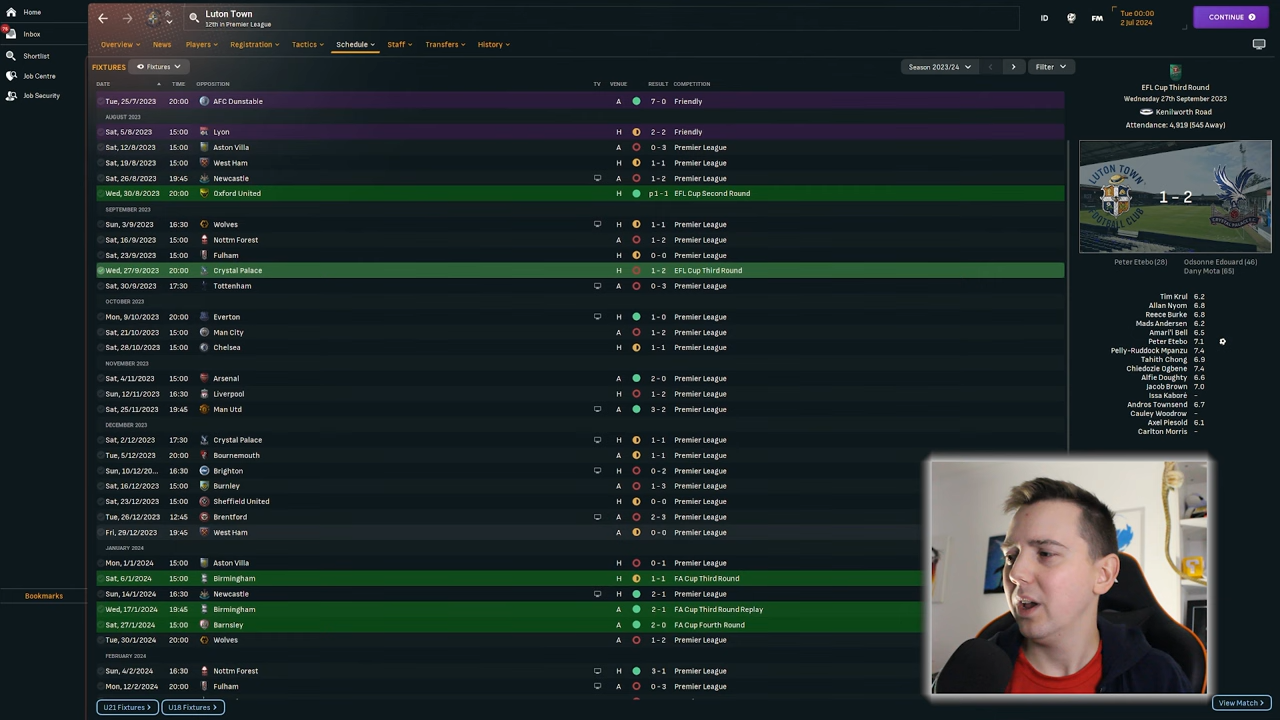 Home
76
Inbox
Shortlist
Job Centre
Job Security
Bookmarks
Luton Town
12th in Premier League
ID FM
Tue 00:00
2 Jul 2024
CONTINUE
Overview News Players Registration Tactics Schedule Staff Transfers History
FIXTURES Fixtures Season 2023/24 Filter
DATE TIME OPPOSITION TV VENUE RESULT COMPETITION
Tue, 25/7/2023 20:00 AFC Dunstable A 7 - 0 Friendly
AUGUST 2023
Sat, 5/8/2023 15:00 Lyon H 2 - 2 Friendly
Sat, 12/8/2023 15:00 Aston Villa A 0 - 3 Premier League
Sat, 19/8/2023 15:00 West Ham H 1 - 1 Premier League
Sat, 26/8/2023 19:45 Newcastle A 1 - 2 Premier League
Wed, 30/8/2023 20:00 Oxford United H p 1 - 1 EFL Cup Second Round
SEPTEMBER 2023
Sun, 3/9/2023 16:30 Wolves H 1 - 1 Premier League
Sat, 16/9/2023 15:00 Nottm Forest A 1 - 2 Premier League
Sat, 23/9/2023 15:00 Fulham H 0 - 0 Premier League
Wed, 27/9/2023 20:00 Crystal Palace H 1 - 2 EFL Cup Third Round
Sat, 30/9/2023 17:30 Tottenham A 0 - 3 Premier League
OCTOBER 2023
Mon, 9/10/2023 20:00 Everton H 1 - 0 Premier League
Sat, 21/10/2023 15:00 Man City A 1 - 2 Premier League
Sat, 28/10/2023 15:00 Chelsea H 1 - 1 Premier League
NOVEMBER 2023
Sat, 4/11/2023 15:00 Arsenal A 2 - 0 Premier League
Sun, 12/11/2023 16:30 Liverpool H 1 - 2 Premier League
Sat, 25/11/2023 19:45 Man Utd A 3 - 2 Premier League
DECEMBER 2023
Sat, 2/12/2023 17:30 Crystal Palace H 1 - 1 Premier League
Tue, 5/12/2023 20:00 Bournemouth A 1 - 1 Premier League
Sun, 10/12/20... 16:30 Brighton H 0 - 2 Premier League
Sat, 16/12/2023 15:00 Burnley A 1 - 3 Premier League
Sat, 23/12/2023 15:00 Sheffield United H 0 - 0 Premier League
Tue, 26/12/2023 12:45 Brentford A 2 - 3 Premier League
Fri, 29/12/2023 19:45 West Ham A 0 - 0 Premier League
JANUARY 2024
Mon, 1/1/2024 15:00 Aston Villa H 0 - 1 Premier League
Sat, 6/1/2024 15:00 Birmingham H 1 - 1 FA Cup Third Round
Sun, 14/1/2024 16:30 Newcastle H 2 - 1 Premier League
Wed, 17/1/2024 19:45 Birmingham A 2 - 1 FA Cup Third Round Replay
Sat, 27/1/2024 15:00 Barnsley A 2 - 0 FA Cup Fourth Round
Tue, 30/1/2024 20:00 Wolves A 1 - 2 Premier League
FEBRUARY 2024
Sun, 4/2/2024 16:30 Nottm Forest H 3 - 1 Premier League
Mon, 12/2/2024 20:00 Fulham A 0 - 3 Premier League
U21 Fixtures U18 Fixtures
EFL Cup Third Round
Wednesday 27th September 2023
Kenilworth Road
Attendance: 4,919 (545 Away)
LUTON TOWN
FOOTBALL CLUB
1 - 2
Peter Etebo (28) Odsonne Edouard (46)
Dany Mota (65)
Tim Krul 6.2
Allan Nyom 6.8
Reece Burke 6.8
Mads Andersen 6.2
Amari'i Bell 6.5
Peter Etebo 7.1
Pelly-Ruddock Mpanzu 7.4
Tahith Chong 6.9
Chiedozie Ogbene 7.4
Alfie Doughty 6.6
Jacob Brown 7.0
Issa Kaboré -
Andros Townsend 6.7
Cauley Woodrow -
Axel Piesold 6.1
Carlton Morris -
View Match